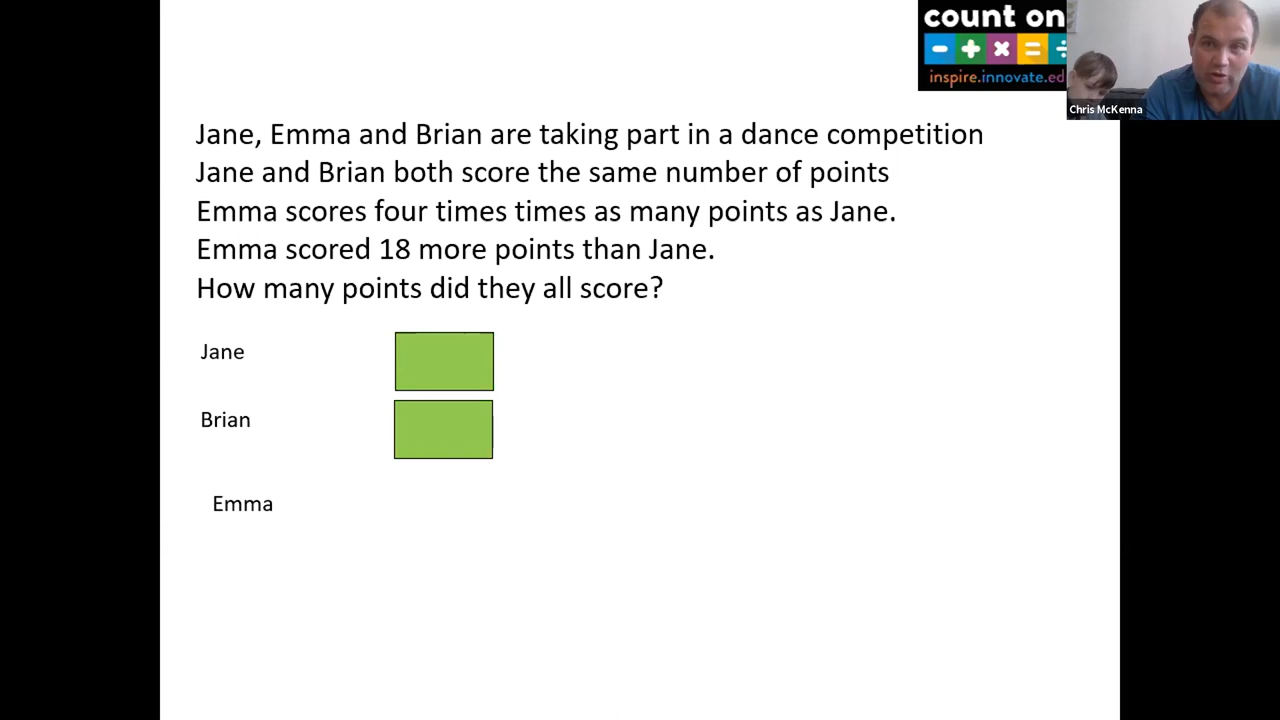 count on
− + × = ÷
inspire.innovate.ed
Chris McKenna
Jane, Emma and Brian are taking part in a dance competition
Jane and Brian both score the same number of points
Emma scores four times times as many points as Jane.
Emma scored 18 more points than Jane.
How many points did they all score?
Jane
Brian
Emma